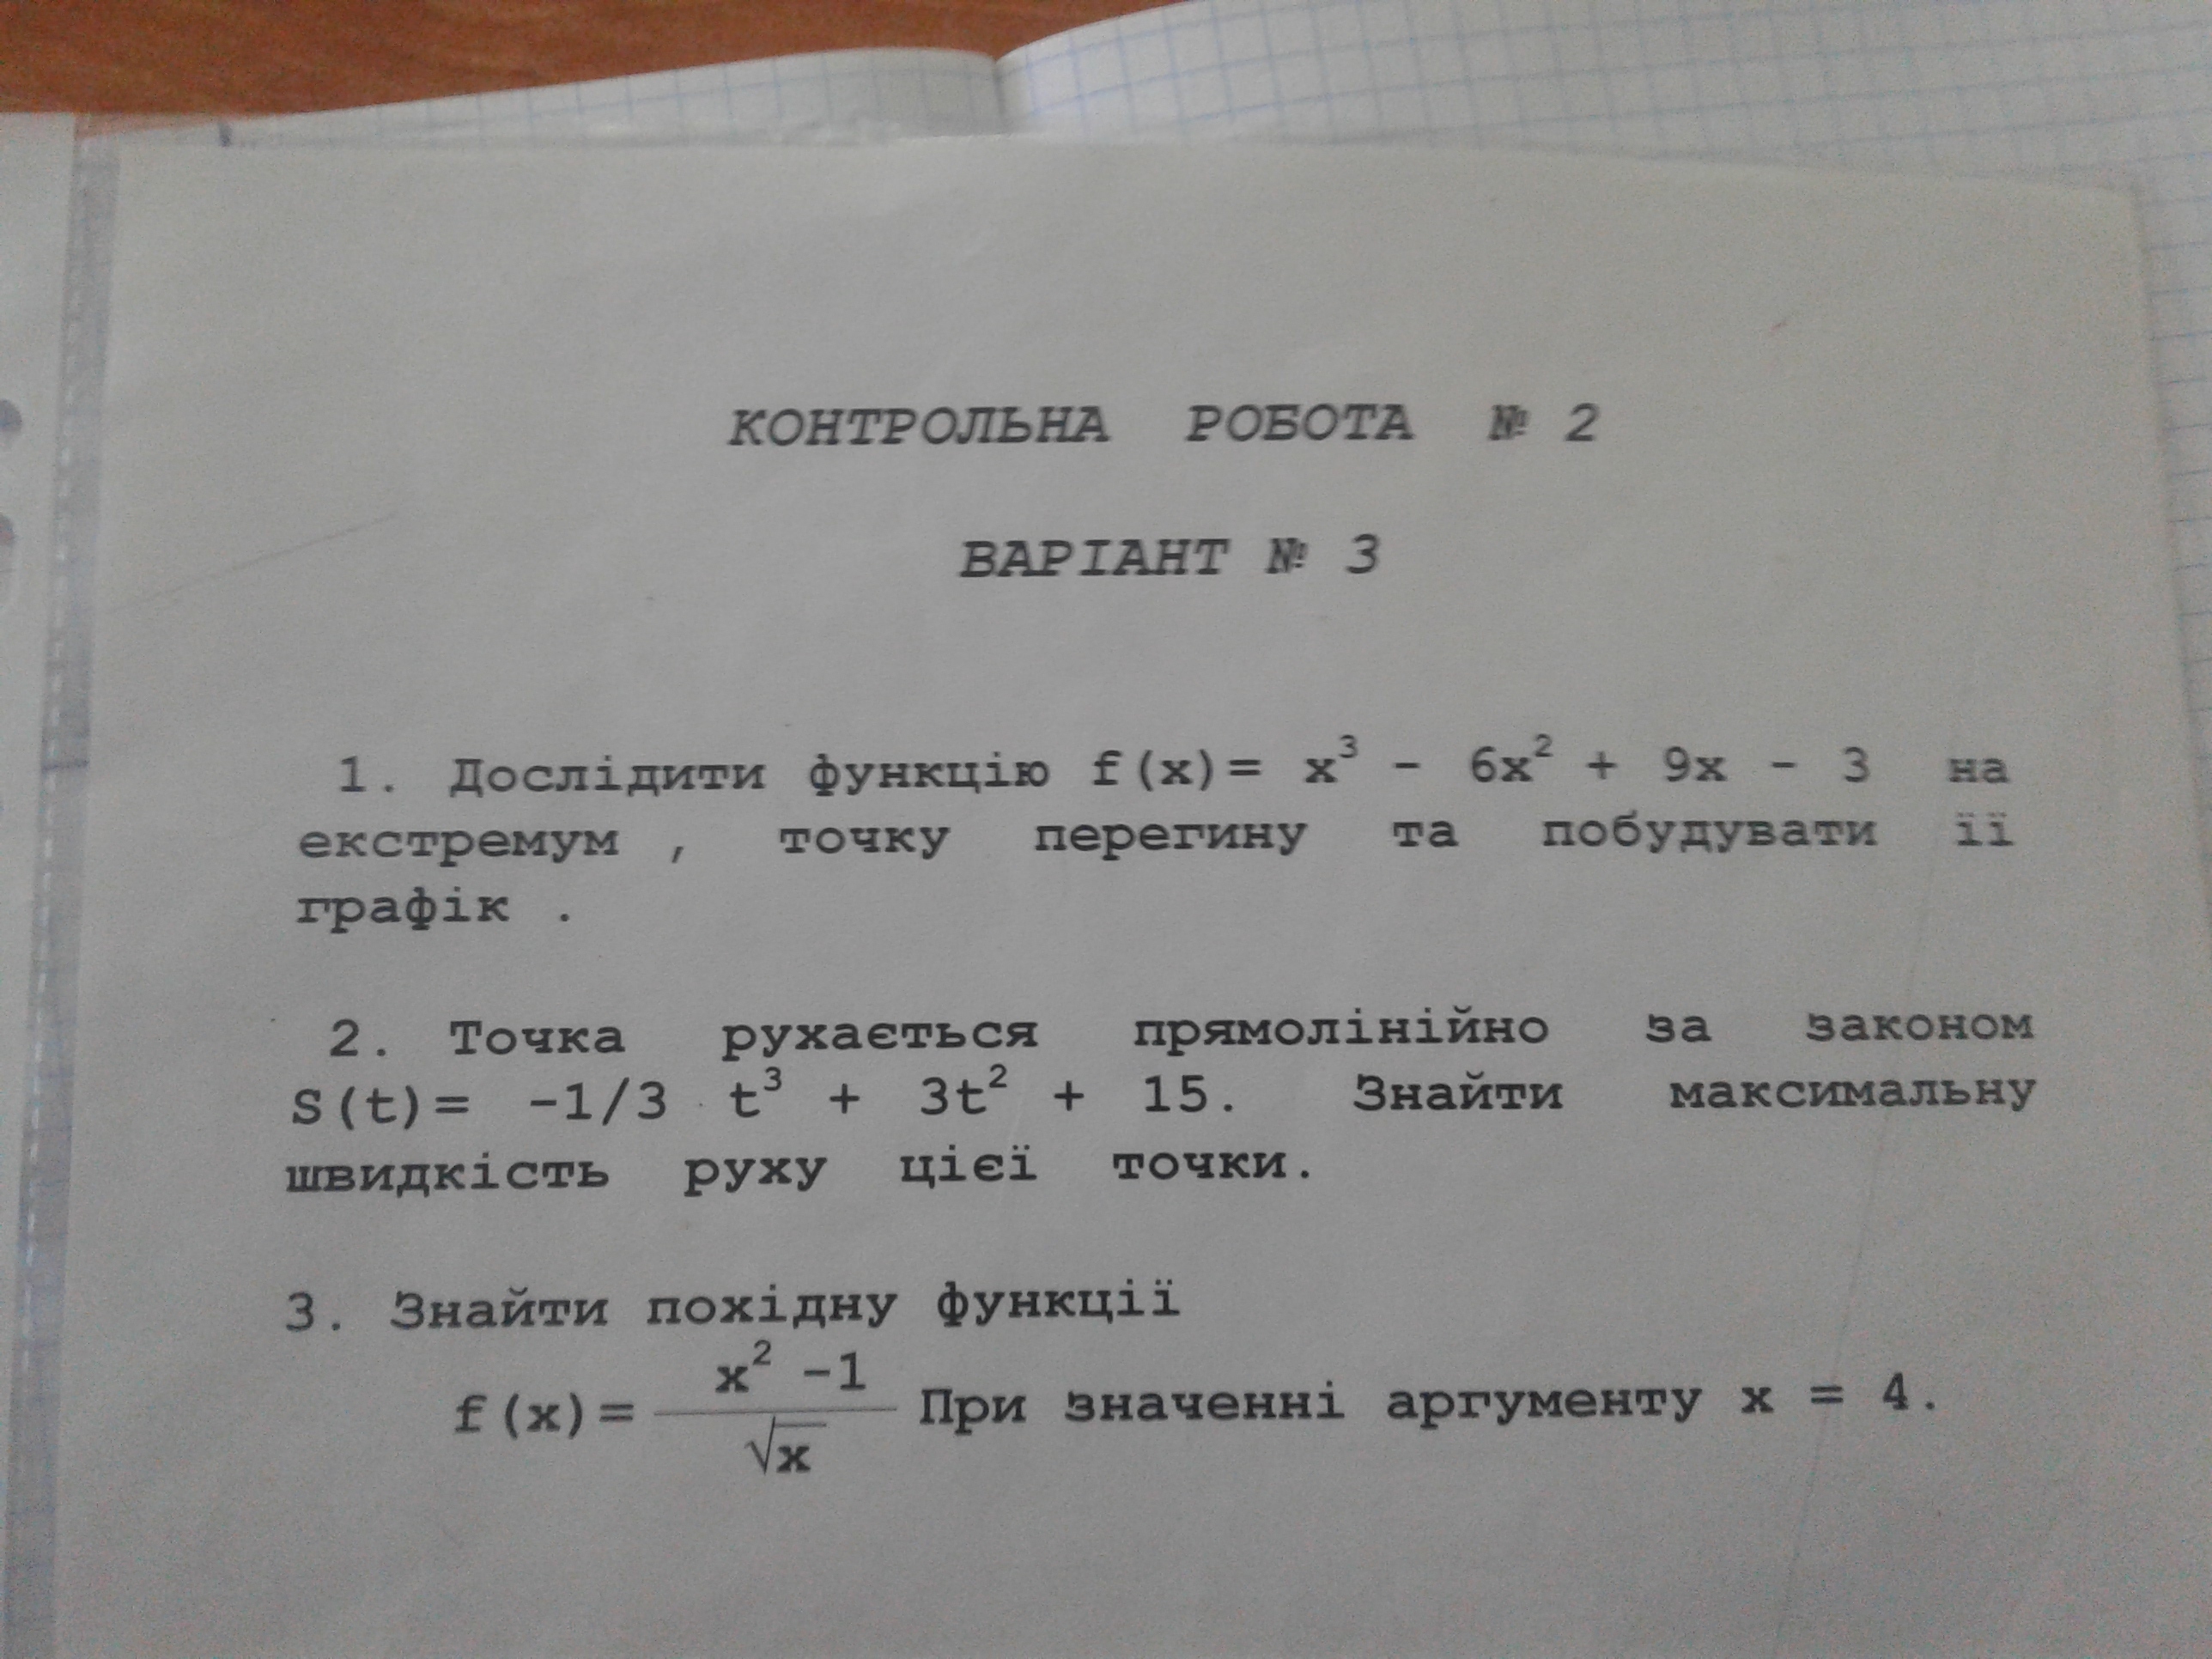 КОНТРОЛЬНА РОБОТА № 2
ВАРІАНТ № 3
1. Дослідити функцію f(x)= x³ - 6x² + 9x - 3 на
екстремум , точку перегину та побудувати її
графік .
2. Точка рухається прямолінійно за законом
S(t)= -1/3 t³ + 3t² + 15. Знайти максимальну
швидкість руху цієї точки.
3. Знайти похідну функції
f(x)= x² -1 / √x При значенні аргументу x = 4.